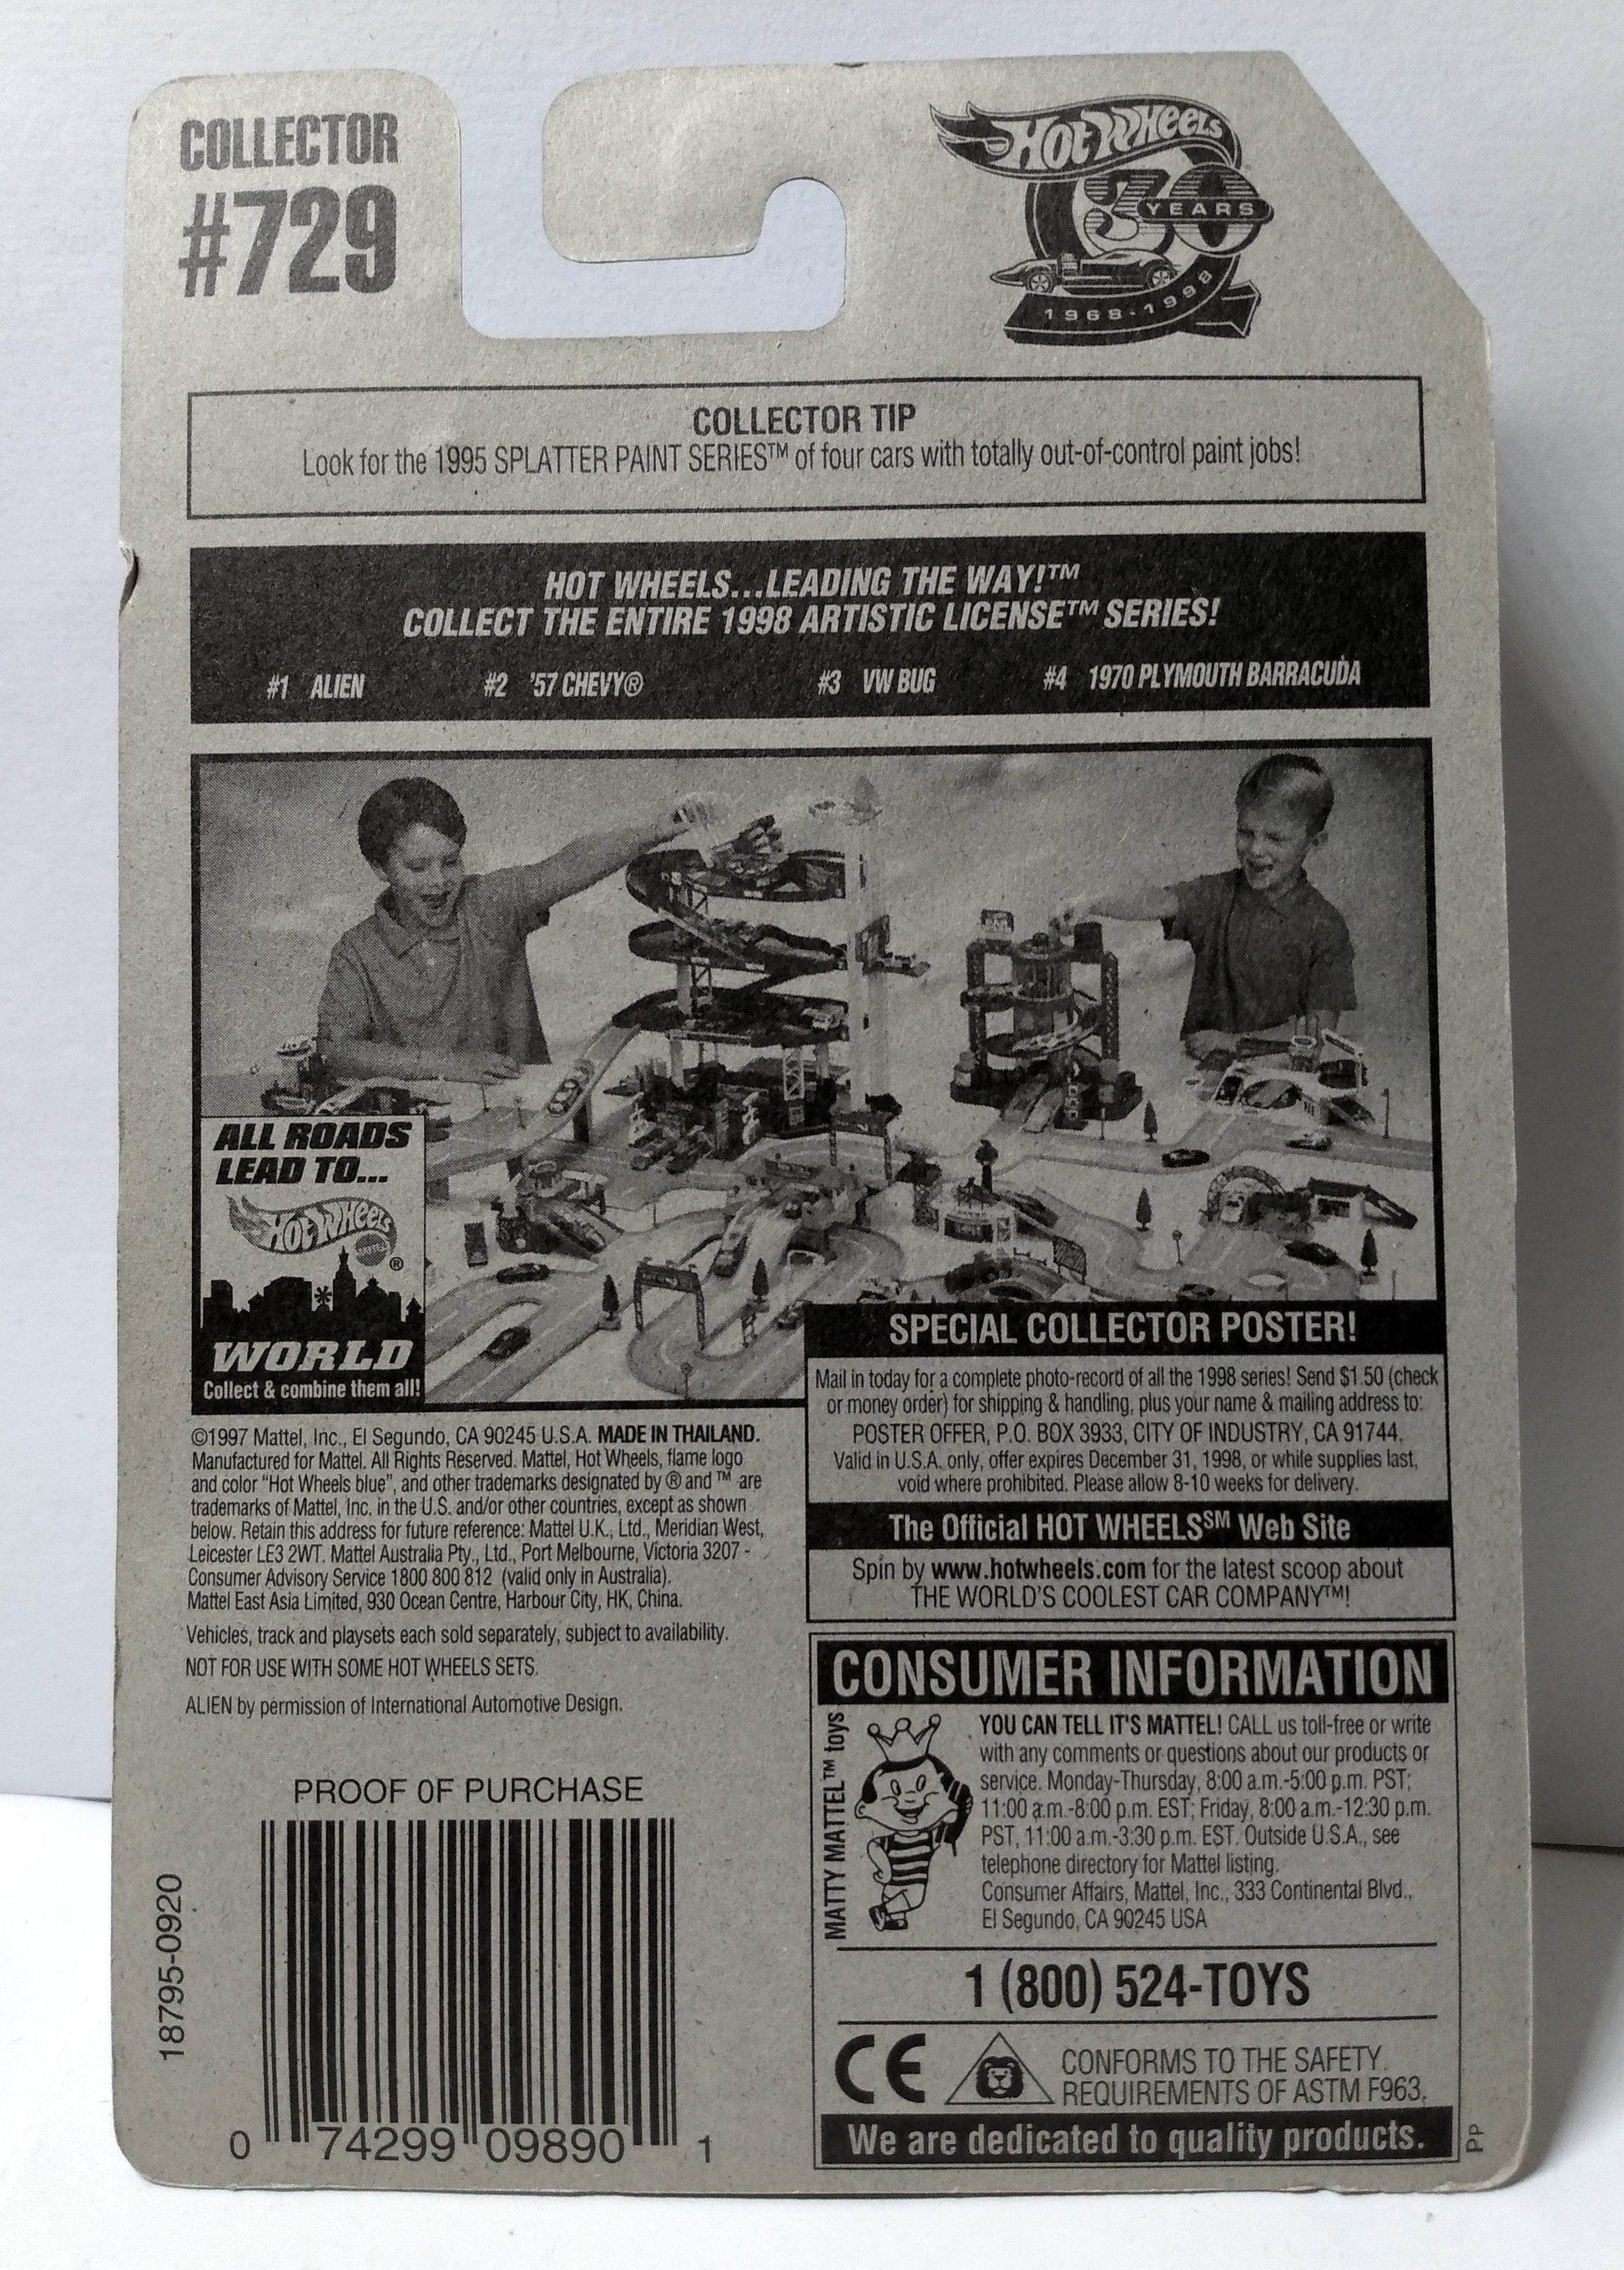 COLLECTOR
#729
Hot Wheels
30
YEARS
1968-1998
COLLECTOR TIP
Look for the 1995 SPLATTER PAINT SERIES™ of four cars with totally out-of-control paint jobs!
HOT WHEELS...LEADING THE WAY!™
COLLECT THE ENTIRE 1998 ARTISTIC LICENSE™ SERIES!
#1 ALIEN #2 '57 CHEVY® #3 VW BUG #4 1970 PLYMOUTH BARRACUDA
ALL ROADS
LEAD TO...
Hot Wheels
MATTEL
®
WORLD
Collect & combine them all!
©1997 Mattel, Inc., El Segundo, CA 90245 U.S.A. MADE IN THAILAND.
Manufactured for Mattel. All Rights Reserved. Mattel, Hot Wheels, flame logo
and color "Hot Wheels blue", and other trademarks designated by ® and ™ are
trademarks of Mattel, Inc. in the U.S. and/or other countries, except as shown
below. Retain this address for future reference: Mattel U.K., Ltd., Meridian West,
Leicester LE3 2WT. Mattel Australia Pty., Ltd., Port Melbourne, Victoria 3207 -
Consumer Advisory Service 1800 800 812 (valid only in Australia).
Mattel East Asia Limited, 930 Ocean Centre, Harbour City, HK, China.
Vehicles, track and playsets each sold separately, subject to availability.
NOT FOR USE WITH SOME HOT WHEELS SETS.
ALIEN by permission of International Automotive Design.
PROOF OF PURCHASE
18795-0920
0 74299 09890 1
SPECIAL COLLECTOR POSTER!
Mail in today for a complete photo-record of all the 1998 series! Send $1.50 (check
or money order) for shipping & handling, plus your name & mailing address to:
POSTER OFFER, P.O. BOX 3933, CITY OF INDUSTRY, CA 91744.
Valid in U.S.A. only, offer expires December 31, 1998, or while supplies last,
void where prohibited. Please allow 8-10 weeks for delivery.
The Official HOT WHEELS℠ Web Site
Spin by www.hotwheels.com for the latest scoop about
THE WORLD'S COOLEST CAR COMPANY™!
CONSUMER INFORMATION
MATTY MATTEL™ toys
YOU CAN TELL IT'S MATTEL! CALL us toll-free or write
with any comments or questions about our products or
service. Monday-Thursday, 8:00 a.m.-5:00 p.m. PST;
11:00 a.m.-8:00 p.m. EST; Friday, 8:00 a.m.-12:30 p.m.
PST, 11:00 a.m.-3:30 p.m. EST. Outside U.S.A., see
telephone directory for Mattel listing.
Consumer Affairs, Mattel, Inc., 333 Continental Blvd.,
El Segundo, CA 90245 USA
1 (800) 524-TOYS
CE
CONFORMS TO THE SAFETY
REQUIREMENTS OF ASTM F963.
We are dedicated to quality products.
PP